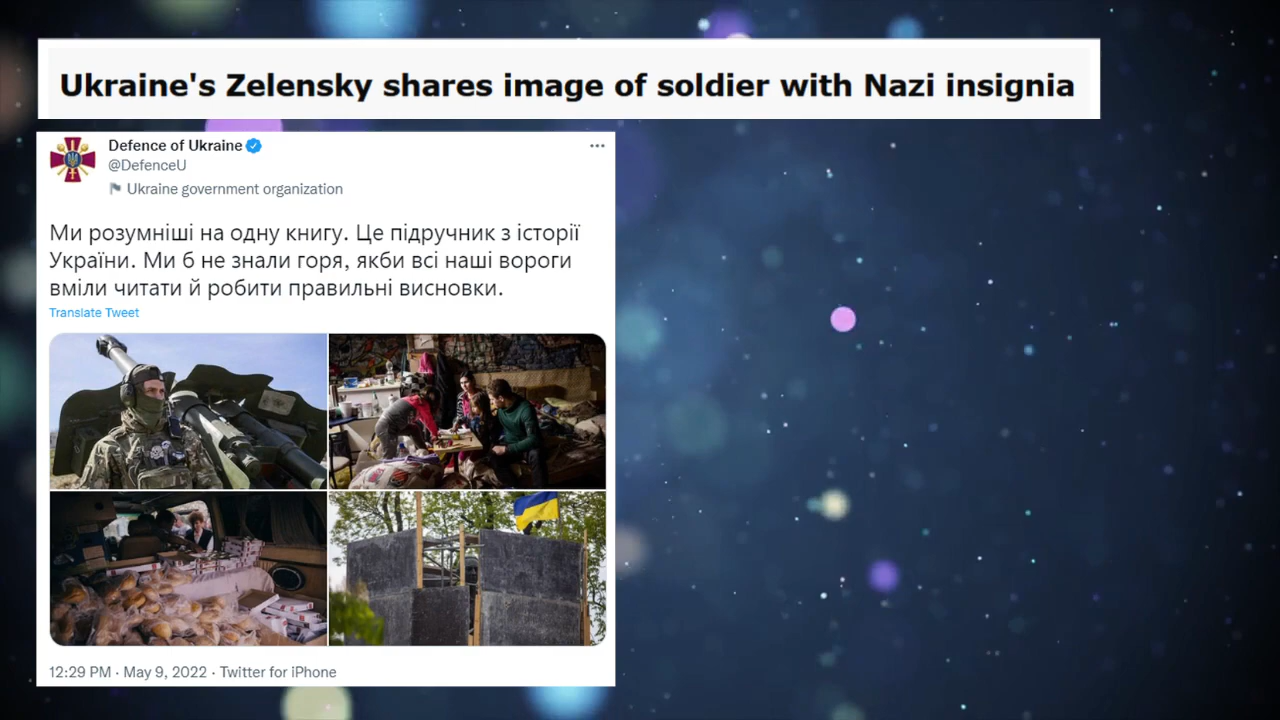 Ukraine's Zelensky shares image of soldier with Nazi insignia
Defence of Ukraine
@DefenceU
Ukraine government organization
Ми розумніші на одну книгу. Це підручник з історії
України. Ми б не знали горя, якби всі наші вороги
вміли читати й робити правильні висновки.
Translate Tweet
12:29 PM · May 9, 2022 · Twitter for iPhone